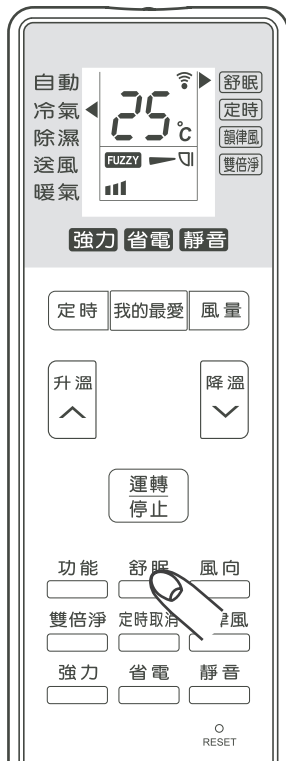 自動
舒眠
冷氣
25°c
定時
除濕
韻律風
送風
FUZZY
雙倍淨
暖氣
強力 省電 靜音
定時 我的最愛 風量
升溫 降溫
運轉
停止
功能 舒眠 風向
雙倍淨 定時取消 律風
強力 省電 靜音
RESET